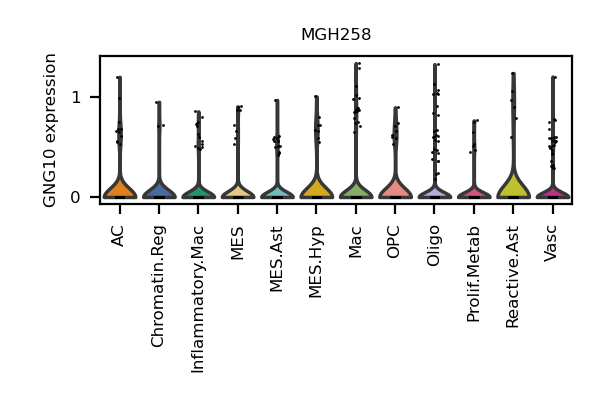 MGH258
GNG10 expression
1
0
AC
Chromatin.Reg
Inflammatory.Mac
MES
MES.Ast
MES.Hyp
Mac
OPC
Oligo
Prolif.Metab
Reactive.Ast
Vasc